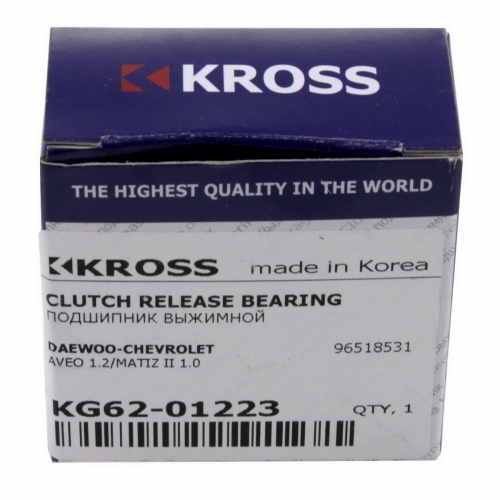 KROSS
THE HIGHEST QUALITY IN THE WORLD
KROSS made in Korea
CLUTCH RELEASE BEARING
ПОДШИПНИК ВЫЖИМНОЙ
DAEWOO-CHEVROLET 96518531
AVEO 1.2/MATIZ II 1.0
KG62-01223 QTY, 1